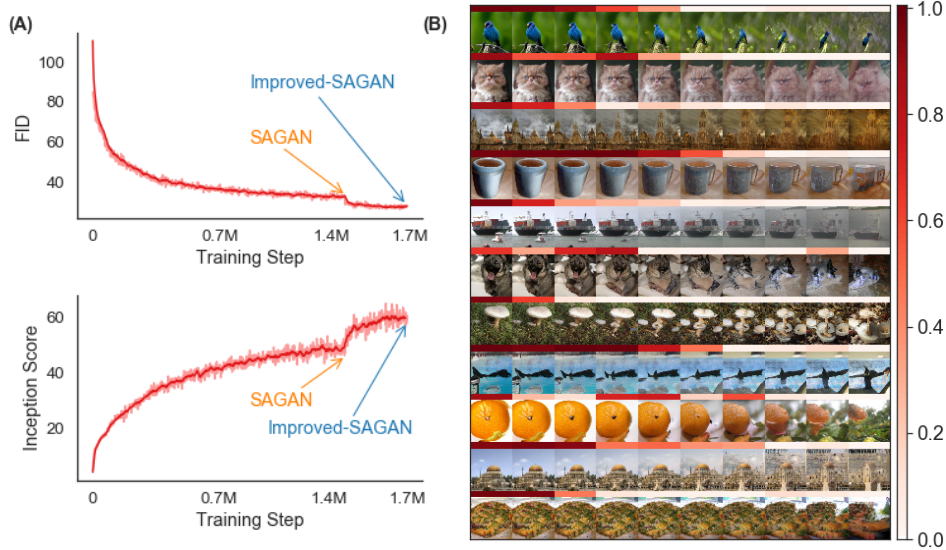 (A)
100
80
60
40
FID
Improved-SAGAN
SAGAN
0
0.7M
1.4M
1.7M
Training Step
60
40
20
Inception Score
SAGAN
Improved-SAGAN
0
0.7M
1.4M
1.7M
Training Step
(B)
1.0
0.8
0.6
0.4
0.2
0.0